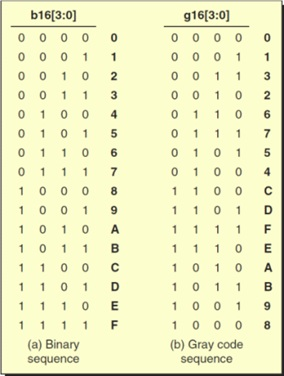 b16[3:0] g16[3:0]
0 0 0 0 0 0 0 0 0 0
0 0 0 1 1 0 0 0 1 1
0 0 1 0 2 0 0 1 1 3
0 0 1 1 3 0 0 1 0 2
0 1 0 0 4 0 1 1 0 6
0 1 0 1 5 0 1 1 1 7
0 1 1 0 6 0 1 0 1 5
0 1 1 1 7 0 1 0 0 4
1 0 0 0 8 1 1 0 0 C
1 0 0 1 9 1 1 0 1 D
1 0 1 0 A 1 1 1 1 F
1 0 1 1 B 1 1 1 0 E
1 1 0 0 C 1 0 1 0 A
1 1 0 1 D 1 0 1 1 B
1 1 1 0 E 1 0 0 1 9
1 1 1 1 F 1 0 0 0 8
(a) Binary (b) Gray code
sequence sequence